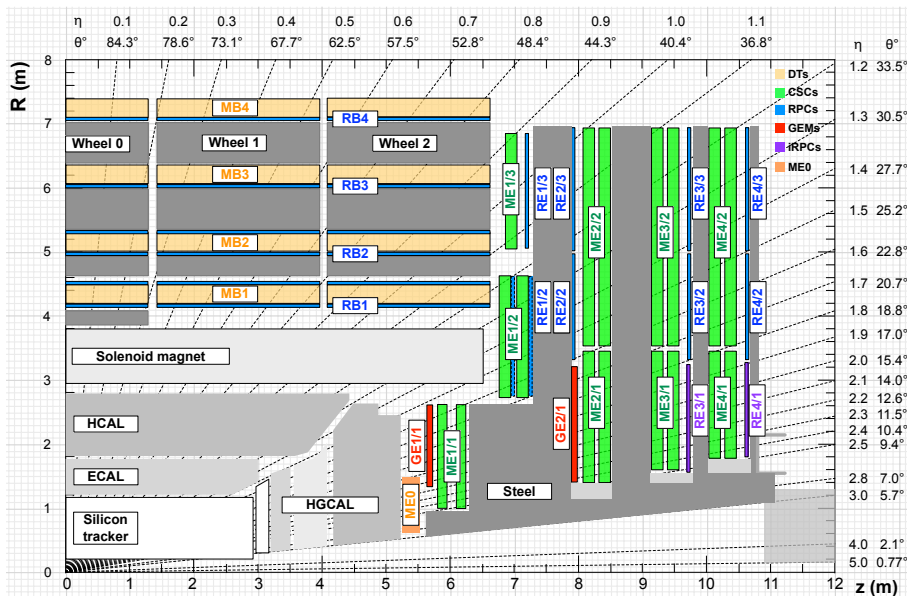 η 0.1 0.2 0.3 0.4 0.5 0.6 0.7 0.8 0.9 1.0 1.1 η θ°
θ° 84.3° 78.6° 73.1° 67.7° 62.5° 57.5° 52.8° 48.4° 44.3° 40.4° 36.8°
R (m)
8
7
6
5
4
3
2
1
0
1.2 33.5°
1.3 30.5°
1.4 27.7°
1.5 25.2°
1.6 22.8°
1.7 20.7°
1.8 18.8°
1.9 17.0°
2.0 15.4°
2.1 14.0°
2.2 12.6°
2.3 11.5°
2.4 10.4°
2.5 9.4°
2.8 7.0°
3.0 5.7°
4.0 2.1°
5.0 0.77°
DTs
CSCs
RPCs
GEMs
iRPCs
ME0
MB4
RB4
Wheel 0
Wheel 1
Wheel 2
MB3
RB3
MB2
RB2
MB1
RB1
Solenoid magnet
HCAL
ECAL
Silicon
tracker
HGCAL
Steel
ME0
GE1/1
ME1/1
ME1/2
ME1/3
RE1/3
RE2/3
RE1/2
RE2/2
GE2/1
ME2/2
ME2/1
ME3/2
ME3/1
RE3/3
RE3/2
RE3/1
ME4/2
ME4/1
RE4/3
RE4/2
RE4/1
0 1 2 3 4 5 6 7 8 9 10 11 12
z (m)